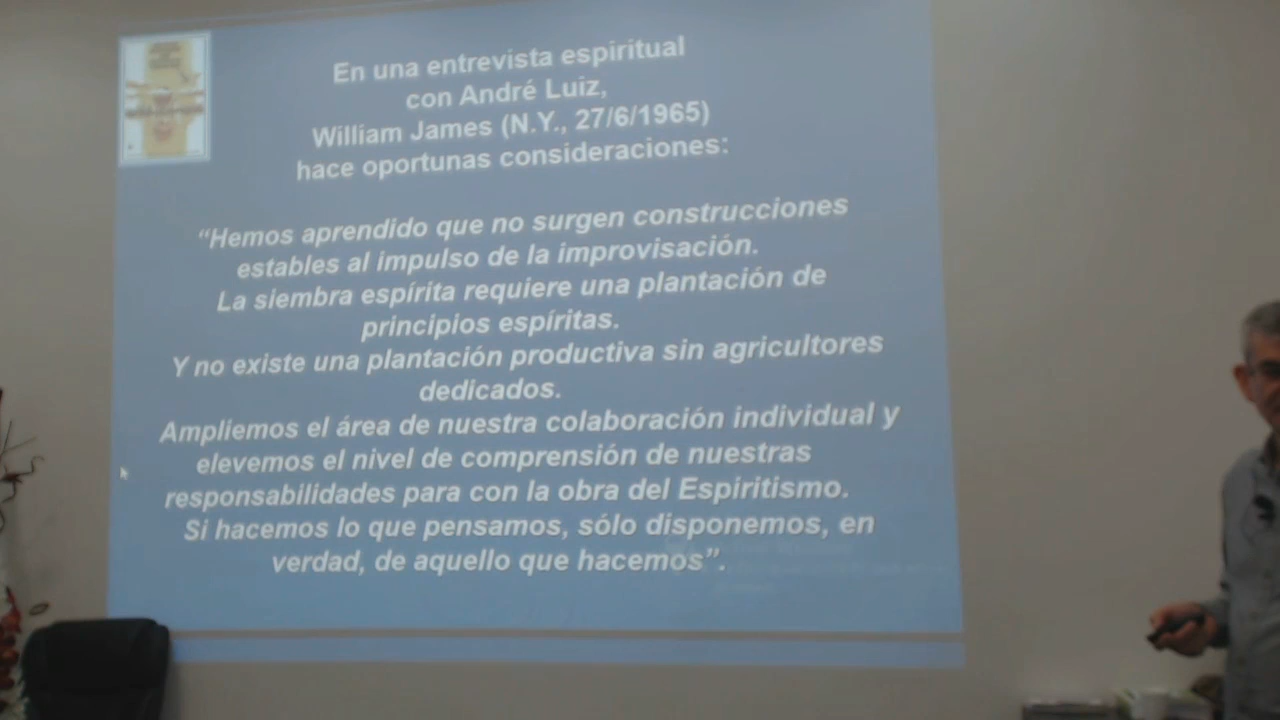 En una entrevista espiritual
con André Luiz,
William James (N.Y., 27/6/1965)
hace oportunas consideraciones:
“Hemos aprendido que no surgen construcciones
estables al impulso de la improvisación.
La siembra espírita requiere una plantación de
principios espíritas.
Y no existe una plantación productiva sin agricultores
dedicados.
Ampliemos el área de nuestra colaboración individual y
elevemos el nivel de comprensión de nuestras
responsabilidades para con la obra del Espiritismo.
Si hacemos lo que pensamos, sólo disponemos, en
verdad, de aquello que hacemos”.